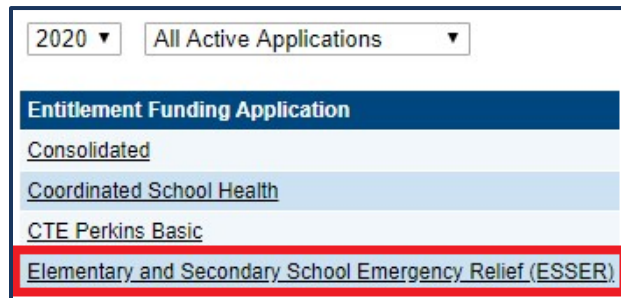 2020 All Active Applications
Entitlement Funding Application
Consolidated
Coordinated School Health
CTE Perkins Basic
Elementary and Secondary School Emergency Relief (ESSER)